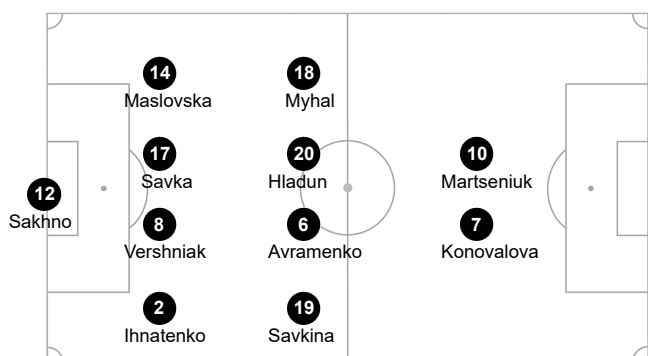 14
Maslovska
18
Myhal
17
Savka
20
Hladun
10
Martseniuk
12
Sakhno
8
Vershniak
6
Avramenko
7
Konovalova
2
Ihnatenko
19
Savkina